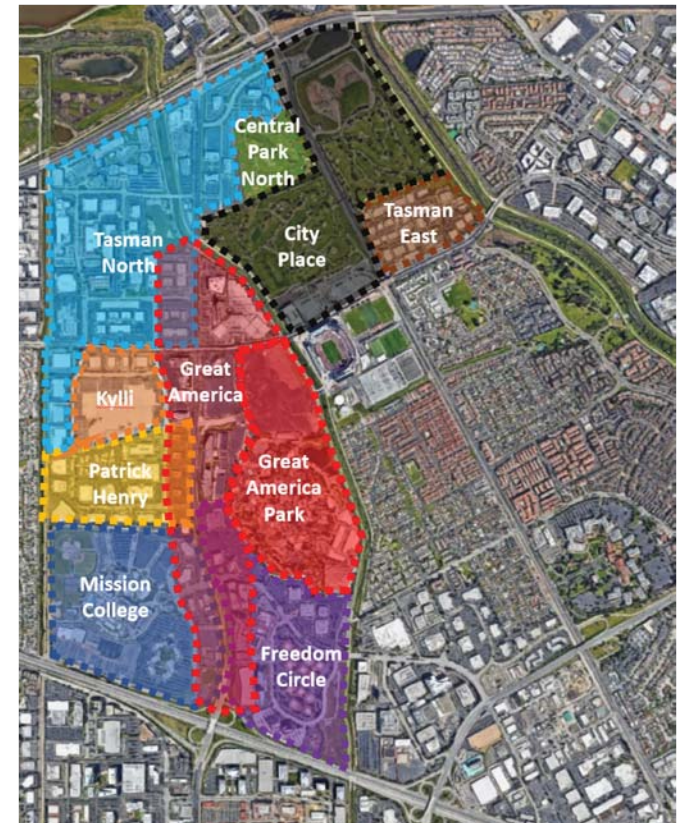 Central
Park
North
Tasman
East
City
Place
Tasman
North
Great
America
Kylli
Great
America
Park
Patrick
Henry
Mission
College
Freedom
Circle